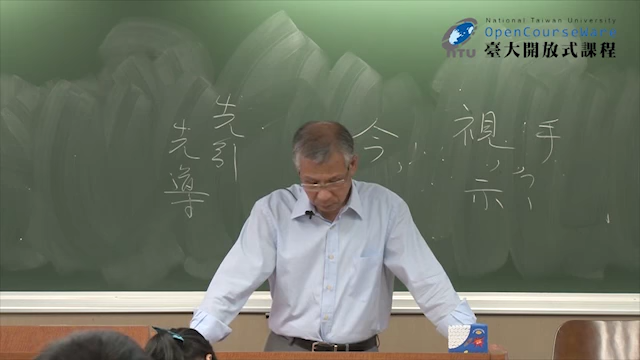 National Taiwan University
OpenCourseWare
臺大開放式課程
NTU
手
視
示
今
先引
先導